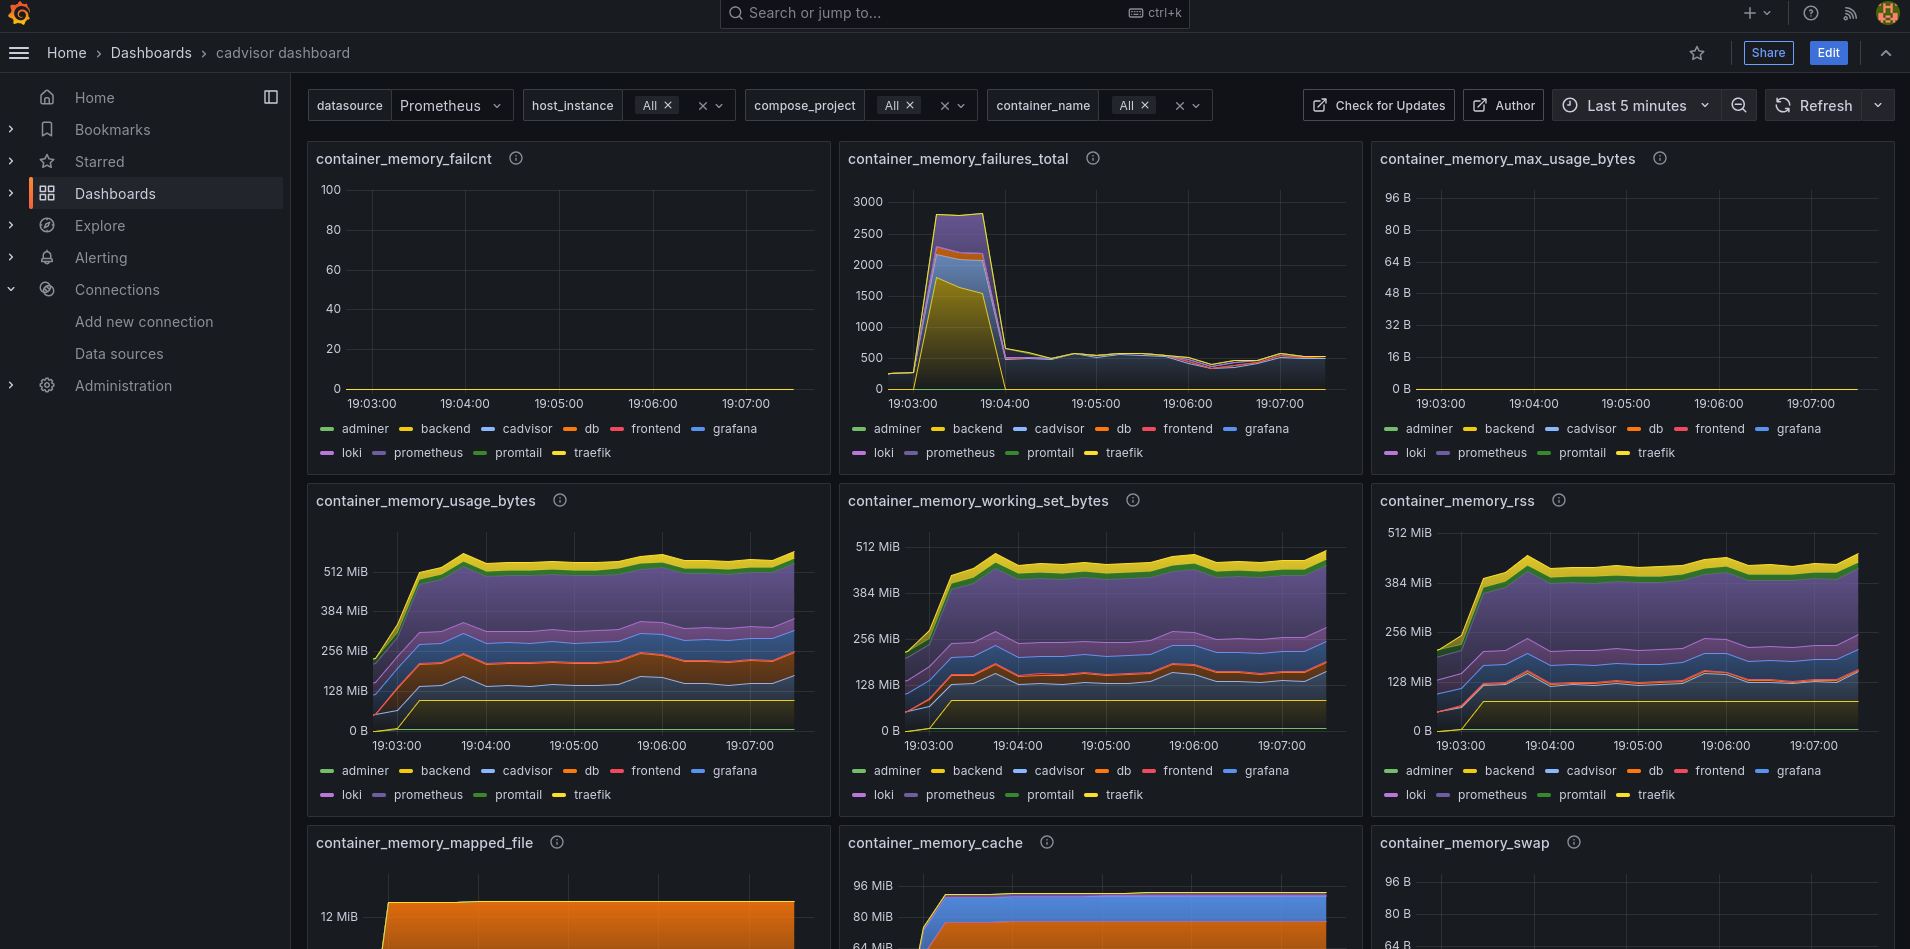 Search or jump to...
ctrl+k
Home › Dashboards › cadvisor dashboard
Share
Edit
Home
Bookmarks
Starred
Dashboards
Explore
Alerting
Connections
Add new connection
Data sources
Administration
datasource Prometheus host_instance All compose_project All container_name All Check for Updates Author Last 5 minutes Refresh
container_memory_failcnt
100
80
60
40
20
0
19:03:00 19:04:00 19:05:00 19:06:00 19:07:00
adminer backend cadvisor db frontend grafana
loki prometheus promtail traefik
container_memory_failures_total
3000
2500
2000
1500
1000
500
0
19:03:00 19:04:00 19:05:00 19:06:00 19:07:00
adminer backend cadvisor db frontend grafana
loki prometheus promtail traefik
container_memory_max_usage_bytes
96 B
80 B
64 B
48 B
32 B
16 B
0 B
19:03:00 19:04:00 19:05:00 19:06:00 19:07:00
adminer backend cadvisor db frontend grafana
loki prometheus promtail traefik
container_memory_usage_bytes
512 MiB
384 MiB
256 MiB
128 MiB
0 B
19:03:00 19:04:00 19:05:00 19:06:00 19:07:00
adminer backend cadvisor db frontend grafana
loki prometheus promtail traefik
container_memory_working_set_bytes
512 MiB
384 MiB
256 MiB
128 MiB
0 B
19:03:00 19:04:00 19:05:00 19:06:00 19:07:00
adminer backend cadvisor db frontend grafana
loki prometheus promtail traefik
container_memory_rss
512 MiB
384 MiB
256 MiB
128 MiB
0 B
19:03:00 19:04:00 19:05:00 19:06:00 19:07:00
adminer backend cadvisor db frontend grafana
loki prometheus promtail traefik
container_memory_mapped_file
12 MiB
container_memory_cache
96 MiB
80 MiB
64 MiB
container_memory_swap
96 B
80 B
64 B